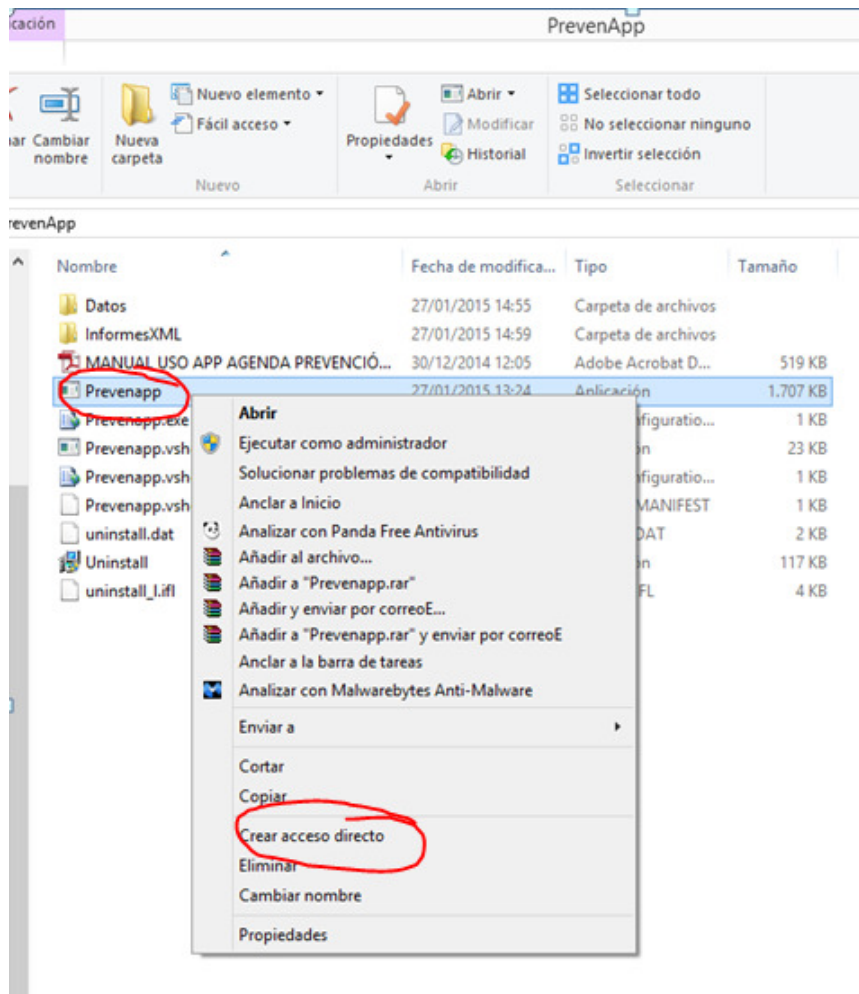 cación
PrevenApp
Nuevo elemento
Fácil acceso
Cambiar nombre
Nueva carpeta
Nuevo
Propiedades
Abrir
Modificar
Historial
Abrir
Seleccionar todo
No seleccionar ninguno
Invertir selección
Seleccionar
revenApp
Nombre Fecha de modifica... Tipo Tamaño
Datos 27/01/2015 14:55 Carpeta de archivos
InformesXML 27/01/2015 14:59 Carpeta de archivos
MANUAL USO APP AGENDA PREVENCIÓ... 30/12/2014 12:05 Adobe Acrobat D... 519 KB
Prevenapp 27/01/2015 13:24 Aplicación 1.707 KB
Prevenapp.exe nfiguratio... 1 KB
Prevenapp.vsh ón 23 KB
Prevenapp.vsh nfiguratio... 1 KB
Prevenapp.vsh MANIFEST 1 KB
uninstall.dat DAT 2 KB
Uninstall ón 117 KB
uninstall_l.ifl FL 4 KB
Abrir
Ejecutar como administrador
Solucionar problemas de compatibilidad
Anclar a Inicio
Analizar con Panda Free Antivirus
Añadir al archivo...
Añadir a "Prevenapp.rar"
Añadir y enviar por correoE...
Añadir a "Prevenapp.rar" y enviar por correoE
Anclar a la barra de tareas
Analizar con Malwarebytes Anti-Malware
Enviar a
Cortar
Copiar
Crear acceso directo
Eliminar
Cambiar nombre
Propiedades